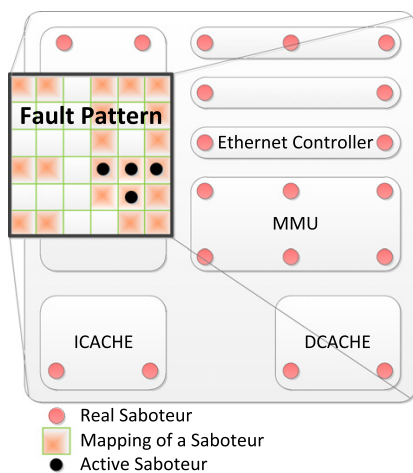 Fault Pattern
Ethernet Controller
MMU
ICACHE
DCACHE
Real Saboteur
Mapping of a Saboteur
Active Saboteur